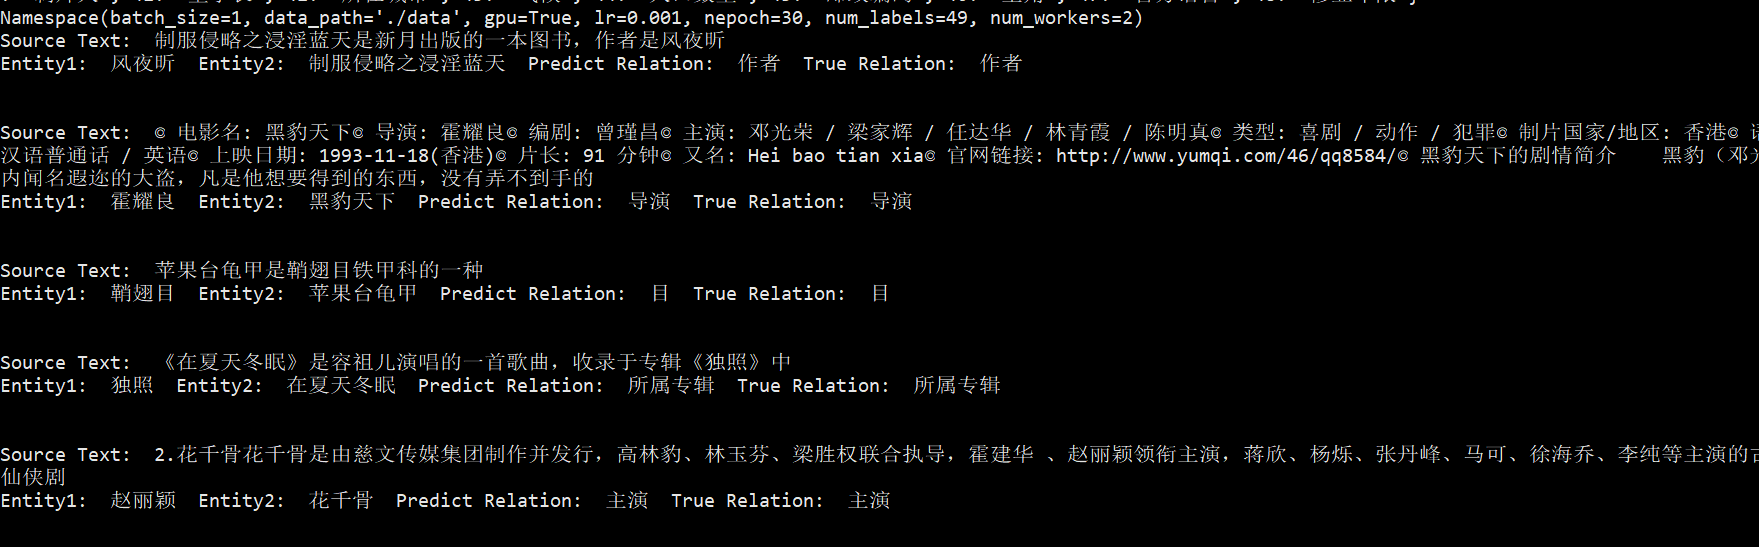 Namespace(batch_size=1, data_path='./data', gpu=True, lr=0.001, nepoch=30, num_labels=49, num_workers=2)
Source Text:  制服侵略之浸淫蓝天是新月出版的一本图书，作者是风夜昕
Entity1:  风夜昕  Entity2:  制服侵略之浸淫蓝天  Predict Relation:  作者  True Relation:  作者
Source Text:  @ 电影名: 黑豹天下@ 导演: 霍耀良@ 编剧: 曾瑾昌@ 主演: 邓光荣 / 梁家辉 / 任达华 / 林青霞 / 陈明真@ 类型: 喜剧 / 动作 / 犯罪@ 制片国家/地区: 香港@
汉语普通话 / 英语@ 上映日期: 1993-11-18(香港)@ 片长: 91 分钟@ 又名: Hei bao tian xia@ 官网链接: http://www.yumqi.com/46/qq8584/@ 黑豹天下的剧情简介    黑豹（邓
内闻名遐迩的大盗，凡是他想要得到的东西，没有弄不到手的
Entity1:  霍耀良  Entity2:  黑豹天下  Predict Relation:  导演  True Relation:  导演
Source Text:  苹果台龟甲是鞘翅目铁甲科的一种
Entity1:  鞘翅目  Entity2:  苹果台龟甲  Predict Relation:  目  True Relation:  目
Source Text:  《在夏天冬眠》是容祖儿演唱的一首歌曲，收录于专辑《独照》中
Entity1:  独照  Entity2:  在夏天冬眠  Predict Relation:  所属专辑  True Relation:  所属专辑
Source Text:  2.花千骨花千骨是由慈文传媒集团制作并发行，高林豹、林玉芬、梁胜权联合执导，霍建华 、赵丽颖领衔主演，蒋欣、杨烁、张丹峰、马可、徐海乔、李纯等主演的
仙侠剧
Entity1:  赵丽颖  Entity2:  花千骨  Predict Relation:  主演  True Relation:  主演